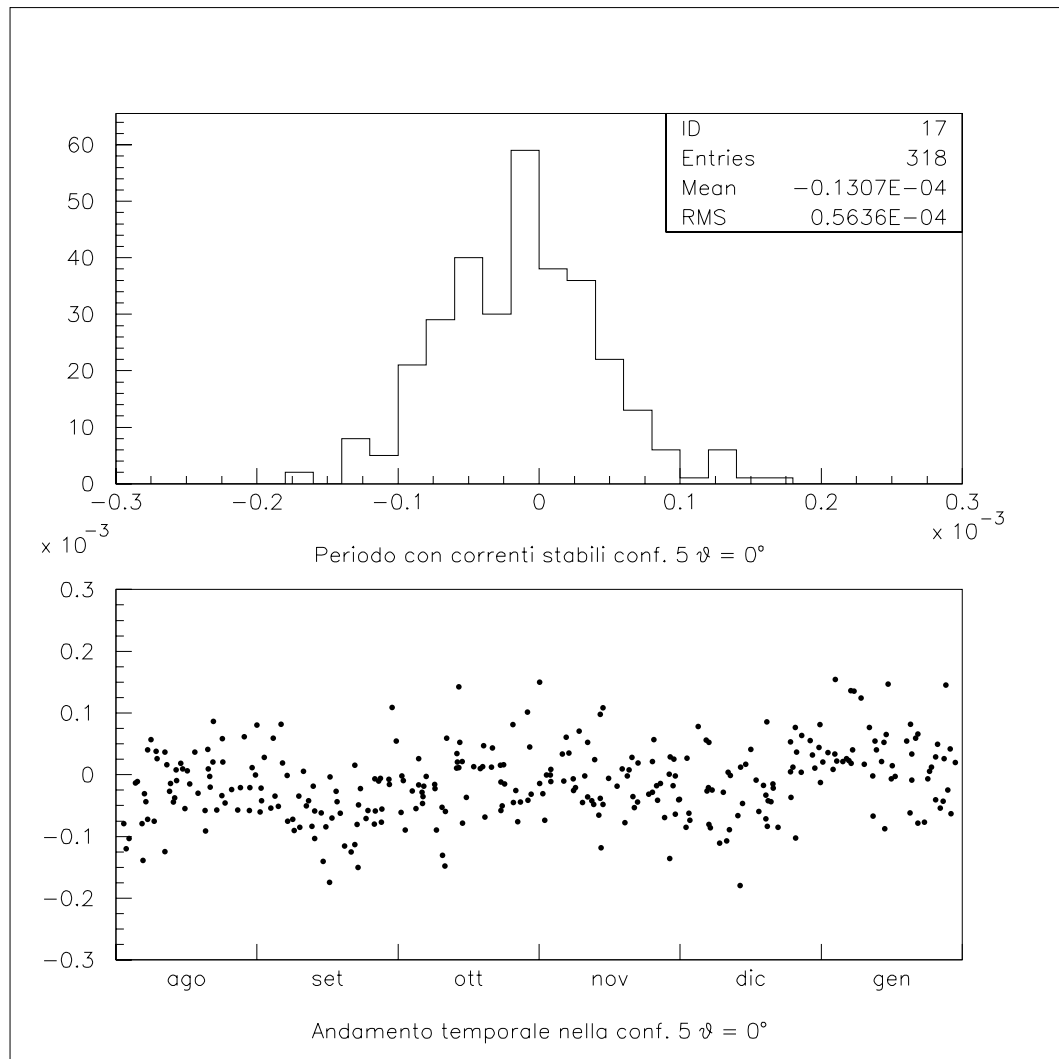 ID 17
Entries 318
Mean −0.1307E−04
RMS 0.5636E−04
60
50
40
30
20
10
0
−0.3 −0.2 −0.1 0 0.1 0.2 0.3
x 10⁻³
x 10⁻³
Periodo con correnti stabili conf. 5 ϑ = 0°
0.3
0.2
0.1
0
−0.1
−0.2
−0.3
ago set ott nov dic gen
Andamento temporale nella conf. 5 ϑ = 0°